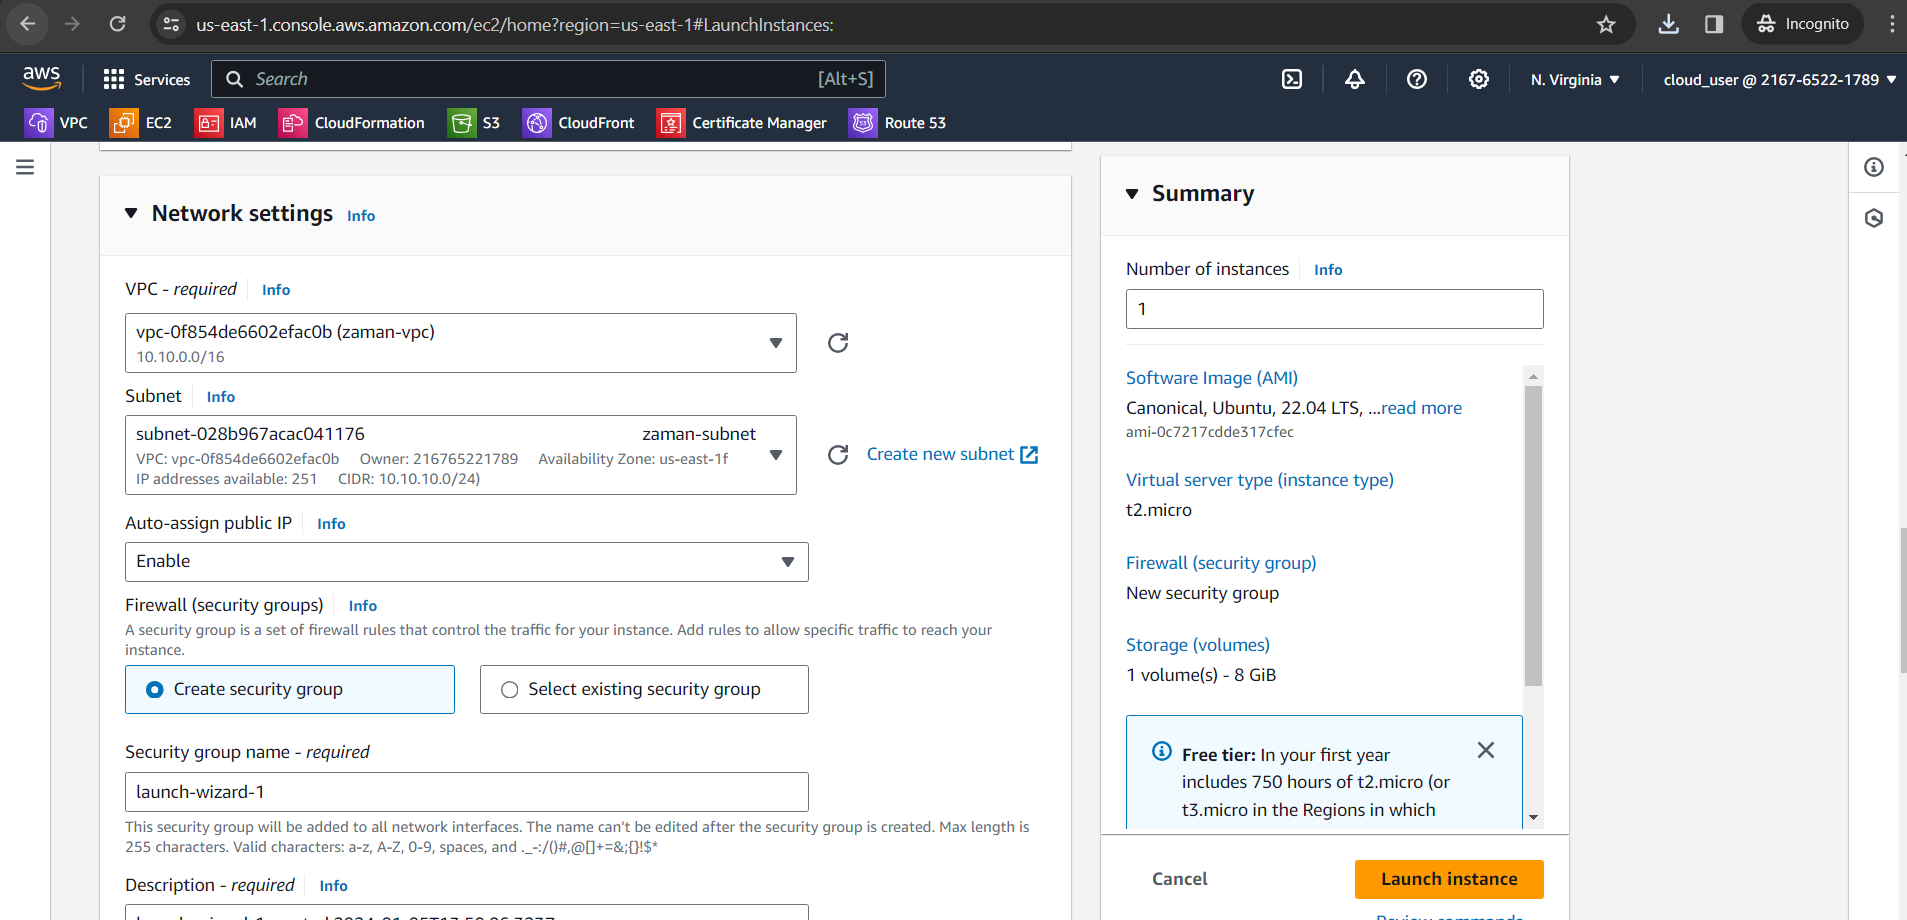 us-east-1.console.aws.amazon.com/ec2/home?region=us-east-1#LaunchInstances:
Incognito
aws
Services
Search
[Alt+S]
N. Virginia
cloud_user @ 2167-6522-1789
VPC
EC2
IAM
CloudFormation
S3
CloudFront
Certificate Manager
Route 53
Network settings Info
VPC - required Info
vpc-0f854de6602efac0b (zaman-vpc)
10.10.0.0/16
Subnet Info
subnet-028b967acac041176 zaman-subnet
VPC: vpc-0f854de6602efac0b Owner: 216765221789 Availability Zone: us-east-1f
IP addresses available: 251 CIDR: 10.10.10.0/24)
Create new subnet
Auto-assign public IP Info
Enable
Firewall (security groups) Info
A security group is a set of firewall rules that control the traffic for your instance. Add rules to allow specific traffic to reach your
instance.
Create security group
Select existing security group
Security group name - required
launch-wizard-1
This security group will be added to all network interfaces. The name can't be edited after the security group is created. Max length is
255 characters. Valid characters: a-z, A-Z, 0-9, spaces, and ._-:/()#,@[]+=&;{}!$*
Description - required Info
Summary
Number of instances Info
1
Software Image (AMI)
Canonical, Ubuntu, 22.04 LTS, ...read more
ami-0c7217cdde317cfec
Virtual server type (instance type)
t2.micro
Firewall (security group)
New security group
Storage (volumes)
1 volume(s) - 8 GiB
Free tier: In your first year
includes 750 hours of t2.micro (or
t3.micro in the Regions in which
Cancel
Launch instance